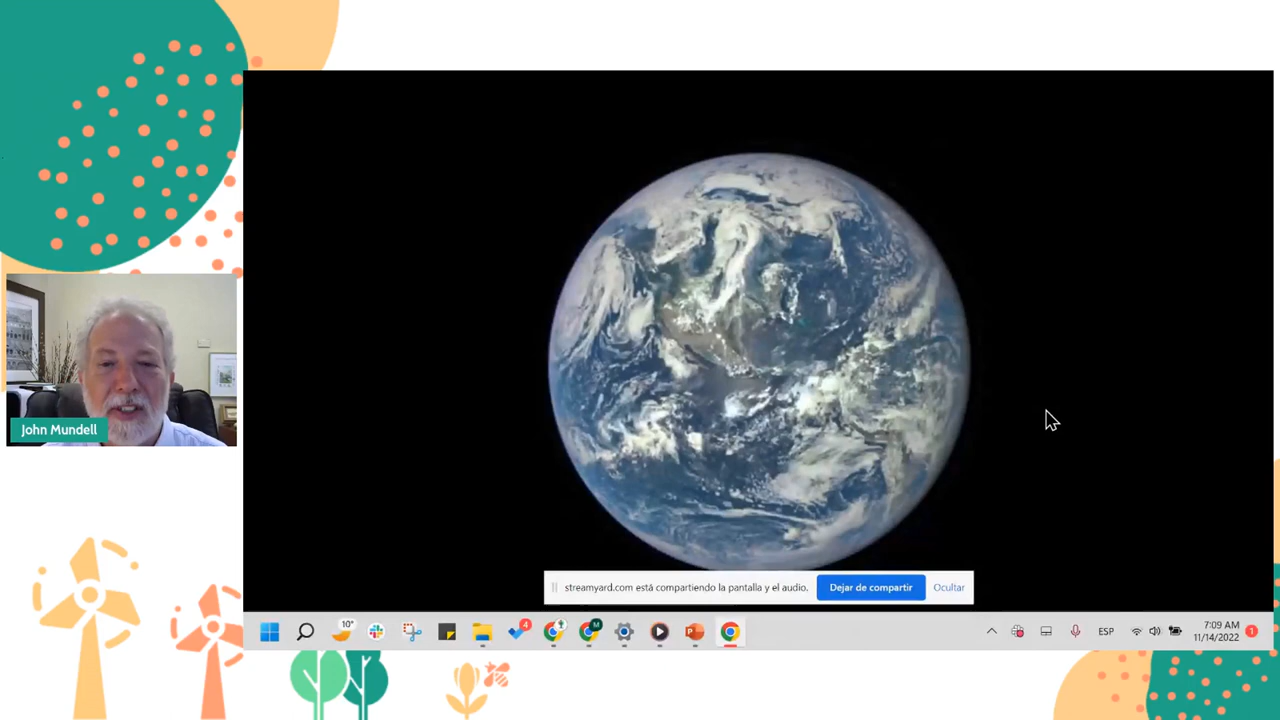 John Mundell
streamyard.com está compartiendo la pantalla y el audio.
Dejar de compartir
Ocultar
10°
4
M
ESP
7:09 AM
11/14/2022
1